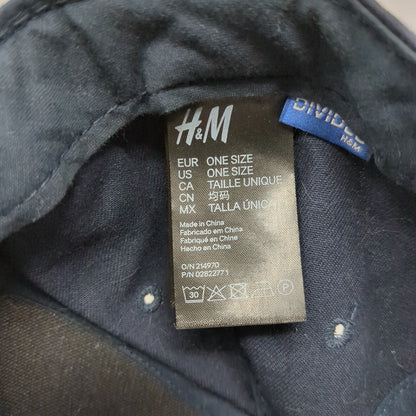 H&M
EUR ONE SIZE
US ONE SIZE
CA TAILLE UNIQUE
CN 均码
MX TALLA ÚNICA
Made in China
Fabricado em China
Fabriqué en Chine
Hecho en China
O/N 214970
P/N 02822771
30
P
DIVIDED
H&M